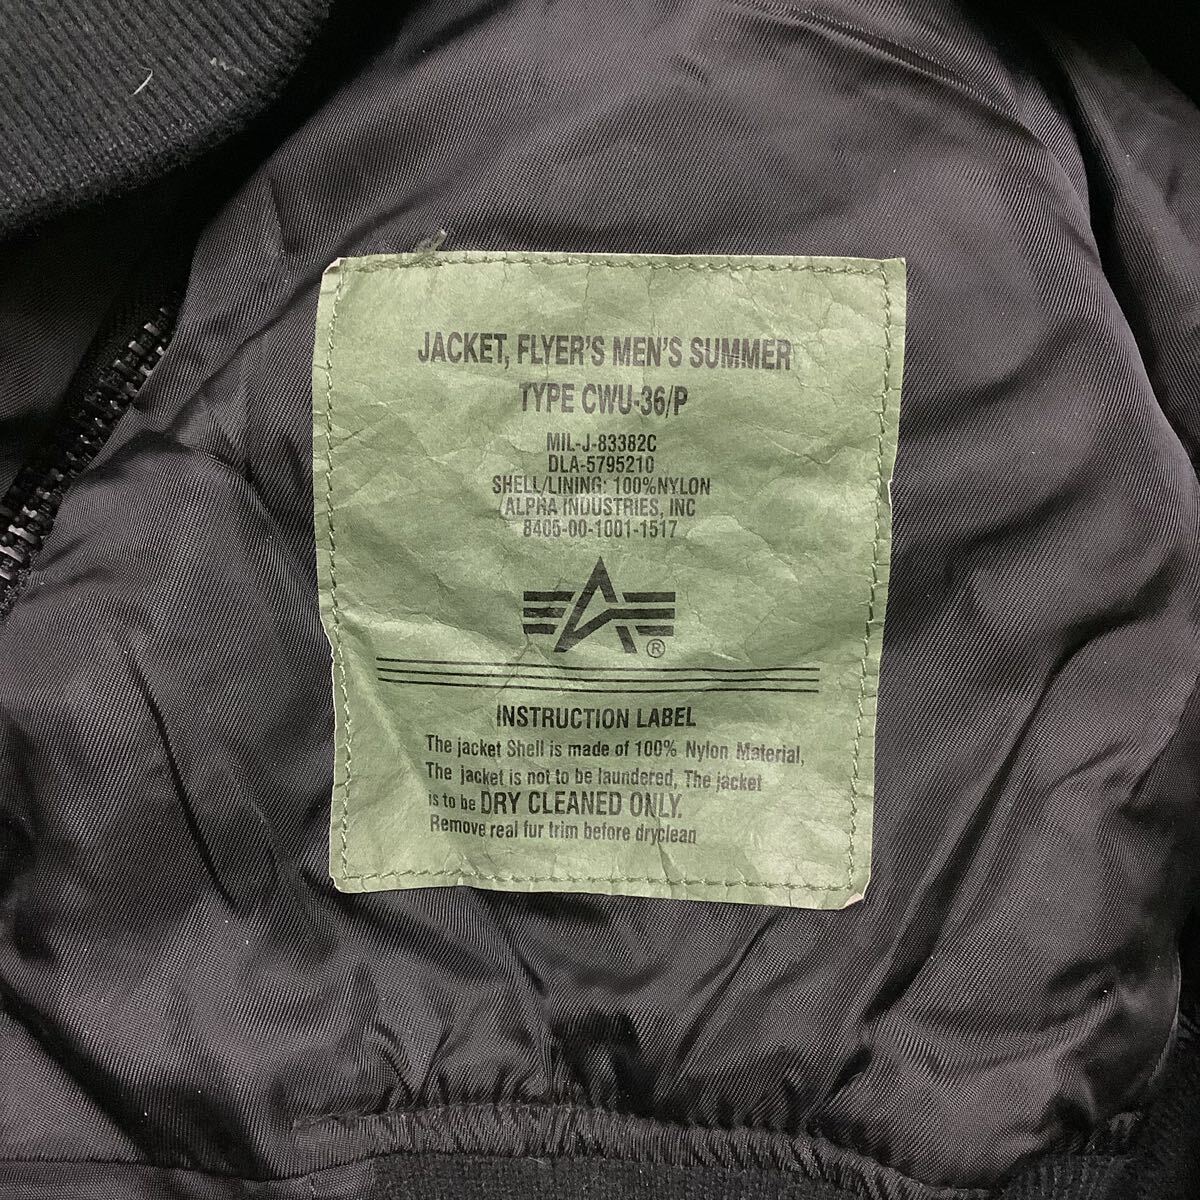 JACKET, FLYER'S MEN'S SUMMER
TYPE CWU-36/P
MIL-J-83382C
DLA-5795210
SHELL/LINING: 100%NYLON
ALPHA INDUSTRIES, INC
8405-00-1001-1517
®
INSTRUCTION LABEL
The jacket Shell is made of 100% Nylon Material,
The jacket is not to be laundered, The jacket
is to be DRY CLEANED ONLY.
Remove real fur trim before dryclean